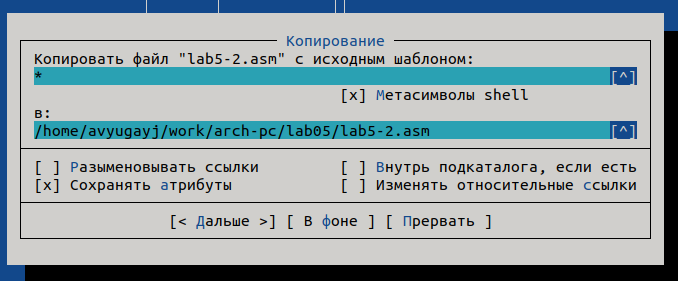 Копирование
Копировать файл "lab5-2.asm" с исходным шаблоном:
* [^]
[x] Метасимволы shell
в:
/home/avyugayj/work/arch-pc/lab05/lab5-2.asm [^]
[ ] Разыменовывать ссылки [ ] Внутрь подкаталога, если есть
[x] Сохранять атрибуты [ ] Изменять относительные ссылки
[< Дальше >] [ В фоне ] [ Прервать ]